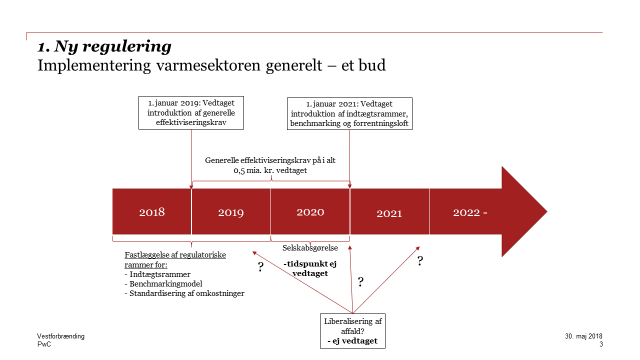 1. Ny regulering
Implementering varmesektoren generelt – et bud
1. januar 2019: Vedtaget
introduktion af generelle
effektiviseringskrav
1. januar 2021: Vedtaget
introduktion af indtægtsrammer,
benchmarking og forrentningsloft
Generelle effektiviseringskrav på i alt
0,5 mia. kr. vedtaget
2018
2019
2020
2021
2022 -
Fastlæggelse af regulatoriske
rammer for:
- Indtægtsrammer
- Benchmarkingmodel
- Standardisering af omkostninger
Selskabsgørelse
-tidspunkt ej
vedtaget
?
?
?
Liberalisering af
affald?
- ej vedtaget
Vestforbrænding
PwC
30. maj 2018
3